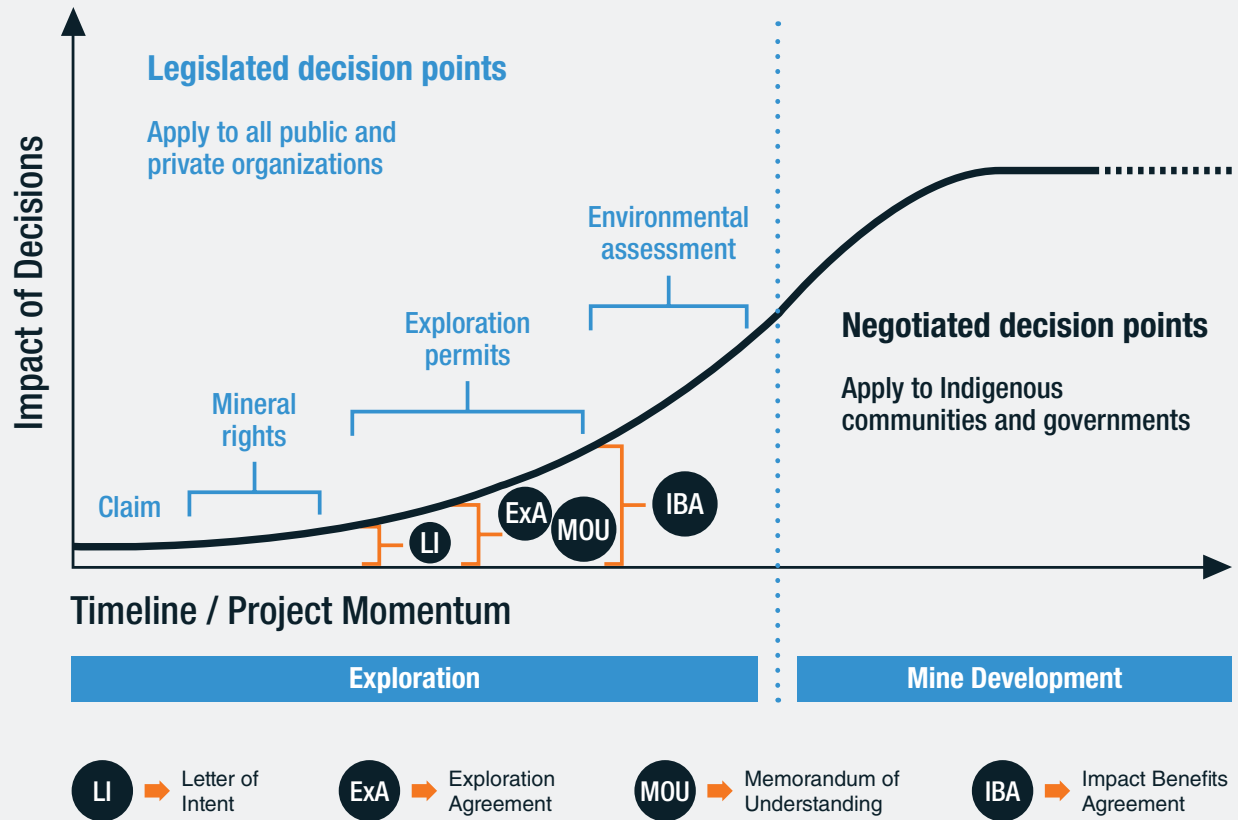 Legislated decision points
Apply to all public and
private organizations
Impact of Decisions
Environmental
assessment
Exploration
permits
Mineral
rights
Claim
Negotiated decision points
Apply to Indigenous
communities and governments
LI
ExA
MOU
IBA
Timeline / Project Momentum
Exploration
Mine Development
LI
Letter of
Intent
ExA
Exploration
Agreement
MOU
Memorandum of
Understanding
IBA
Impact Benefits
Agreement